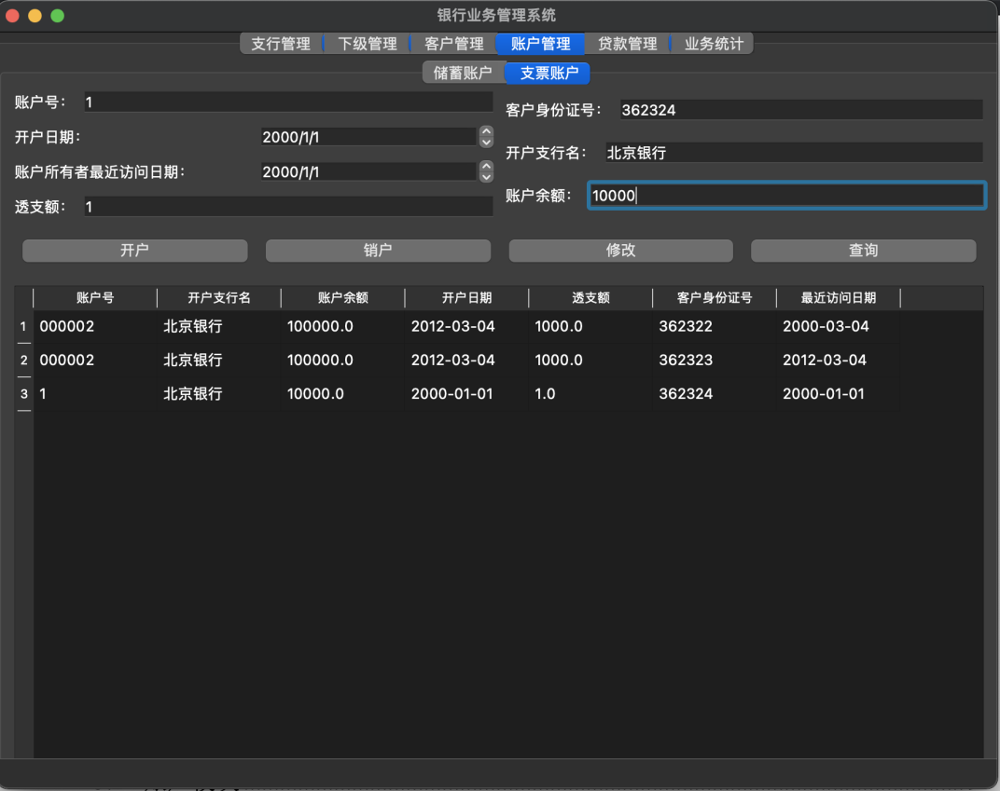 银行业务管理系统
支行管理 下级管理 客户管理 账户管理 贷款管理 业务统计
储蓄账户 支票账户
账户号： 1
开户日期： 2000/1/1
账户所有者最近访问日期： 2000/1/1
透支额： 1
客户身份证号： 362324
开户支行名： 北京银行
账户余额： 10000
开户 销户 修改 查询
账户号 开户支行名 账户余额 开户日期 透支额 客户身份证号 最近访问日期
1 000002 北京银行 100000.0 2012-03-04 1000.0 362322 2000-03-04
2 000002 北京银行 100000.0 2012-03-04 1000.0 362323 2012-03-04
3 1 北京银行 10000.0 2000-01-01 1.0 362324 2000-01-01